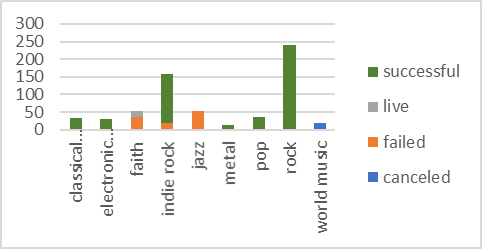 300
250
200
150
100
50
0
classical...
electronic...
faith
indie rock
jazz
metal
pop
rock
world music
successful
live
failed
canceled